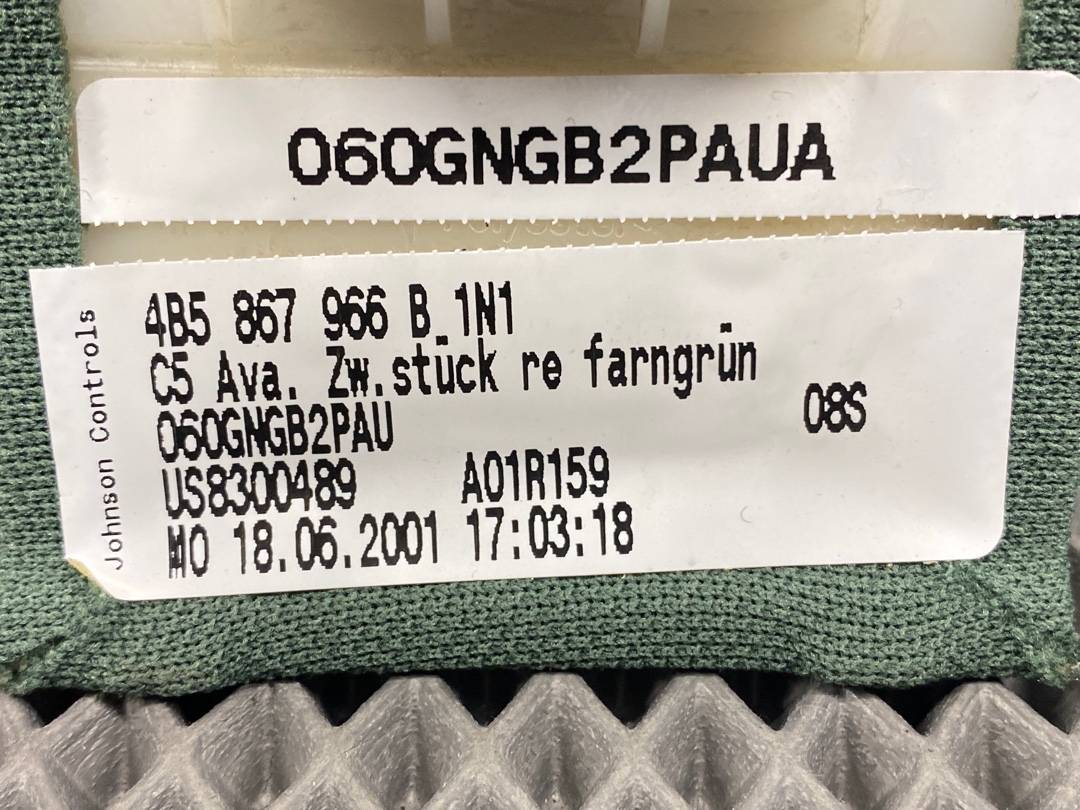 060GNGB2PAUA
Johnson Controls
4B5 867 966 B 1N1
C5 Ava. Zw.stück re farngrün
060GNGB2PAU 08S
US8300489 A01R159
MO 18.06.2001 17:03:18